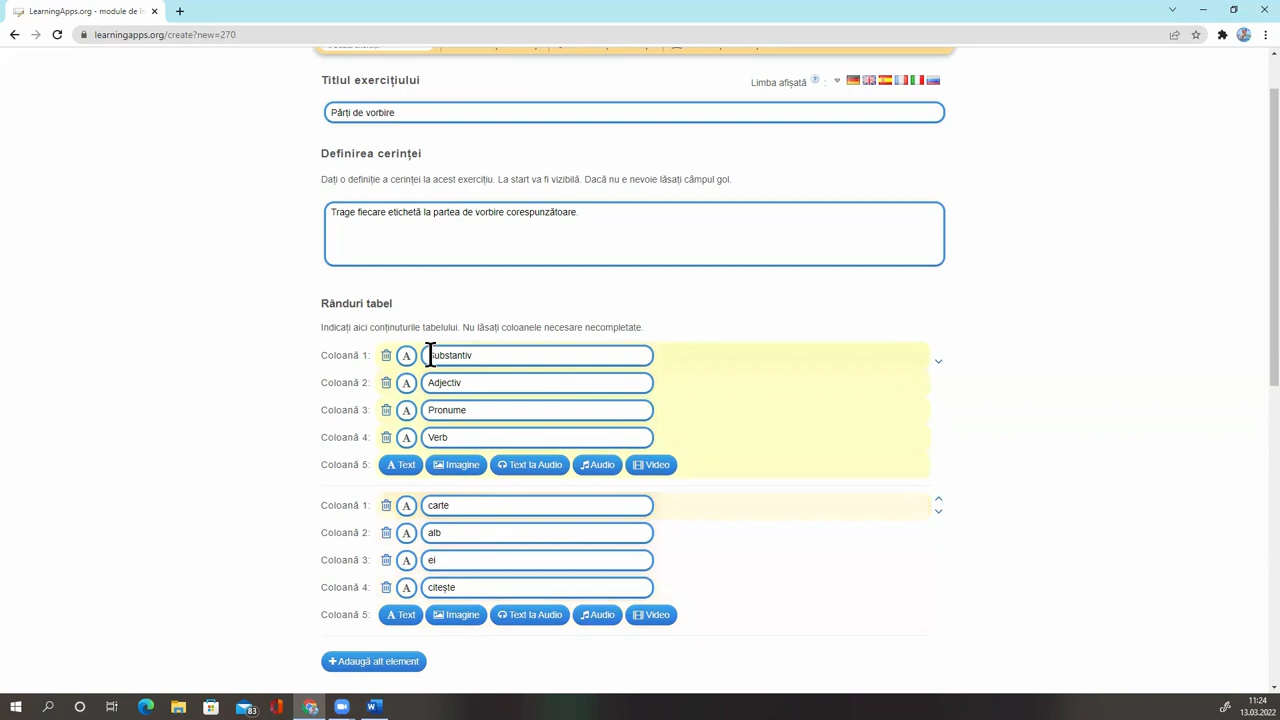 LearningApps.org - module de în
learningapps.org/create?new=270
Titlul exercițiului
Limba afișată ? :
Părți de vorbire
Definirea cerinței
Dați o definiție a cerinței la acest exercițiu. La start va fi vizibilă. Dacă nu e nevoie lăsați câmpul gol.
Trage fiecare etichetă la partea de vorbire corespunzătoare.
Rânduri tabel
Indicați aici conținuturile tabelului. Nu lăsați coloanele necesare necompletate.
Coloană 1: A Substantiv
Coloană 2: A Adjectiv
Coloană 3: A Pronume
Coloană 4: A Verb
Coloană 5: A Text Imagine Text la Audio Audio Video
Coloană 1: A carte
Coloană 2: A alb
Coloană 3: A ei
Coloană 4: A citește
Coloană 5: A Text Imagine Text la Audio Audio Video
+ Adaugă alt element
83
11:24
13.03.2022